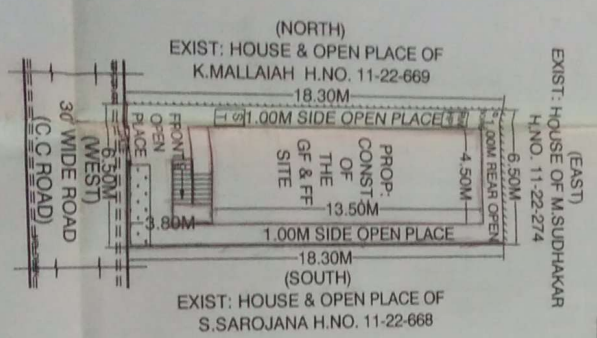 (NORTH)
EXIST: HOUSE & OPEN PLACE OF
K.MALLAIAH H.NO. 11-22-669
18.30M
1.00M SIDE OPEN PLACE
S
T
30' WIDE ROAD
(WEST)
(C.C ROAD)
6.50M
FRONT
OPEN
PLACE
3.80M
PROP:
CONST
OF
THE
GF & FF
SITE
13.50M
4.50M
1.00M REAR OPEN
6.50M
(EAST)
EXIST: HOUSE OF M.SUDHAKAR
H.NO. 11-22-274
1.00M SIDE OPEN PLACE
18.30M
(SOUTH)
EXIST: HOUSE & OPEN PLACE OF
S.SAROJANA H.NO. 11-22-668